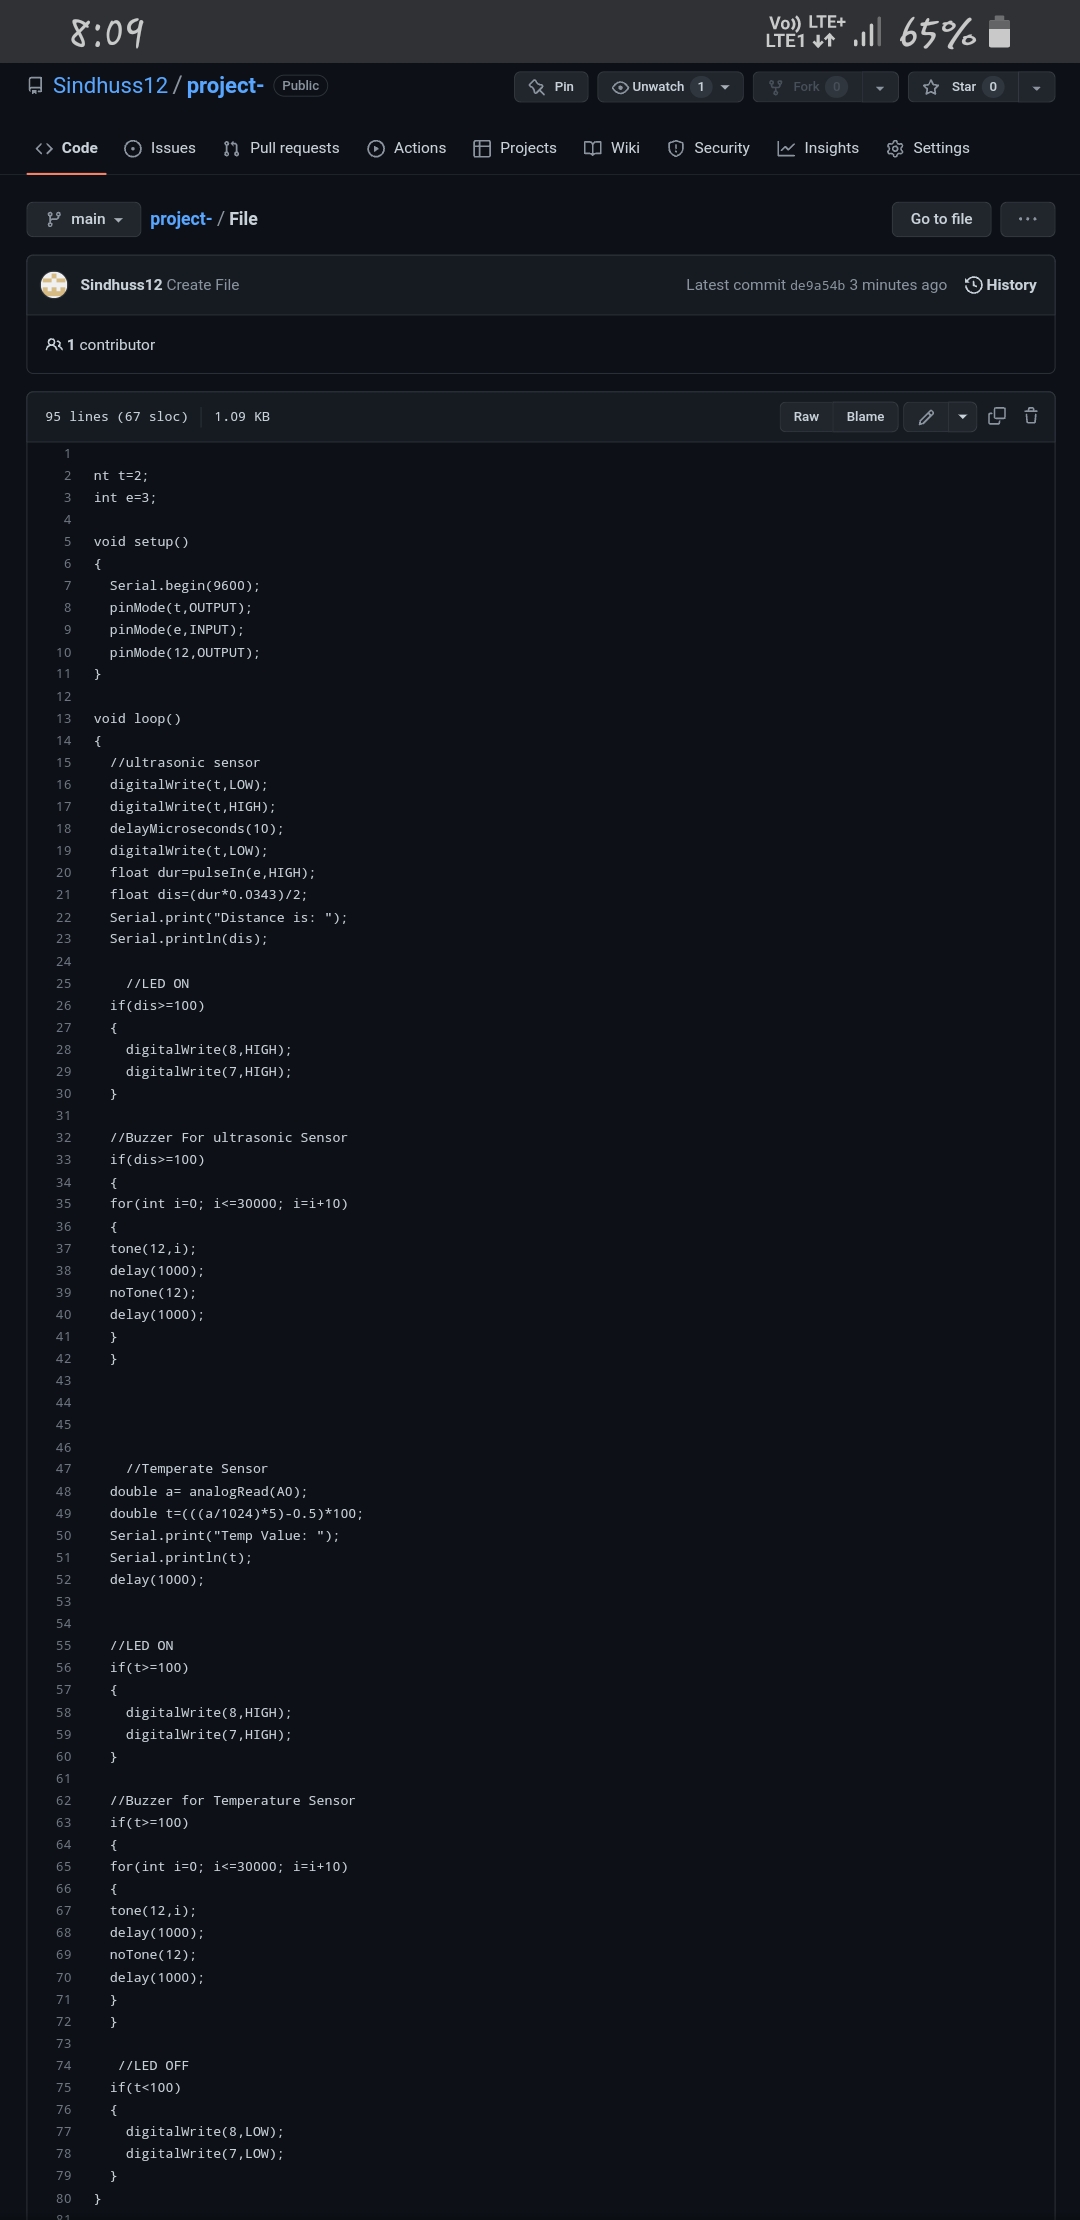 8:09 Vo)) LTE1 LTE+ 65%
Sindhuss12 / project- Public Pin Unwatch 1 Fork 0 Star 0
Code Issues Pull requests Actions Projects Wiki Security Insights Settings
main project- / File Go to file ...
Sindhuss12 Create File Latest commit de9a54b 3 minutes ago History
1 contributor
95 lines (67 sloc) 1.09 KB Raw Blame
1
2 nt t=2;
3 int e=3;
4
5 void setup()
6 {
7 Serial.begin(9600);
8 pinMode(t,OUTPUT);
9 pinMode(e,INPUT);
10 pinMode(12,OUTPUT);
11 }
12
13 void loop()
14 {
15 //ultrasonic sensor
16 digitalWrite(t,LOW);
17 digitalWrite(t,HIGH);
18 delayMicroseconds(10);
19 digitalWrite(t,LOW);
20 float dur=pulseIn(e,HIGH);
21 float dis=(dur*0.0343)/2;
22 Serial.print("Distance is: ");
23 Serial.println(dis);
24
25 //LED ON
26 if(dis>=100)
27 {
28 digitalWrite(8,HIGH);
29 digitalWrite(7,HIGH);
30 }
31
32 //Buzzer For ultrasonic Sensor
33 if(dis>=100)
34 {
35 for(int i=0; i<=30000; i=i+10)
36 {
37 tone(12,i);
38 delay(1000);
39 noTone(12);
40 delay(1000);
41 }
42 }
43
44
45
46
47 //Temperate Sensor
48 double a= analogRead(A0);
49 double t=(((a/1024)*5)-0.5)*100;
50 Serial.print("Temp Value: ");
51 Serial.println(t);
52 delay(1000);
53
54
55 //LED ON
56 if(t>=100)
57 {
58 digitalWrite(8,HIGH);
59 digitalWrite(7,HIGH);
60 }
61
62 //Buzzer for Temperature Sensor
63 if(t>=100)
64 {
65 for(int i=0; i<=30000; i=i+10)
66 {
67 tone(12,i);
68 delay(1000);
69 noTone(12);
70 delay(1000);
71 }
72 }
73
74 //LED OFF
75 if(t<100)
76 {
77 digitalWrite(8,LOW);
78 digitalWrite(7,LOW);
79 }
80 }
81